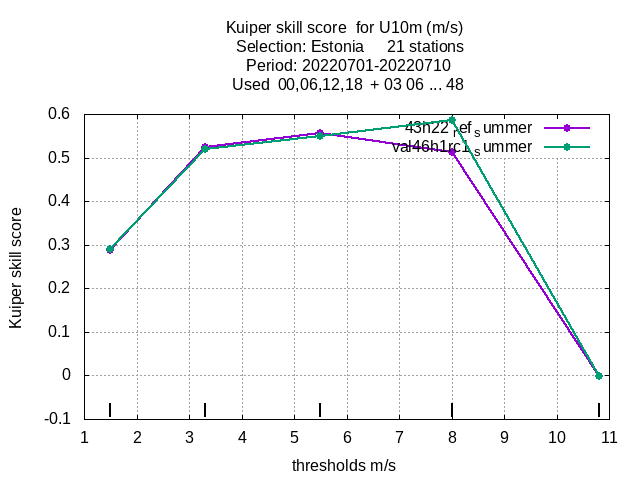 Kuiper skill score for U10m (m/s)
Selection: Estonia 21 stations
Period: 20220701-20220710
Used 00,06,12,18 + 03 06 ... 48
0.6
0.5
0.4
0.3
0.2
0.1
0
-0.1
1 2 3 4 5 6 7 8 9 10 11
Kuiper skill score
thresholds m/s
43h22refsummer
val46h1rc1summer